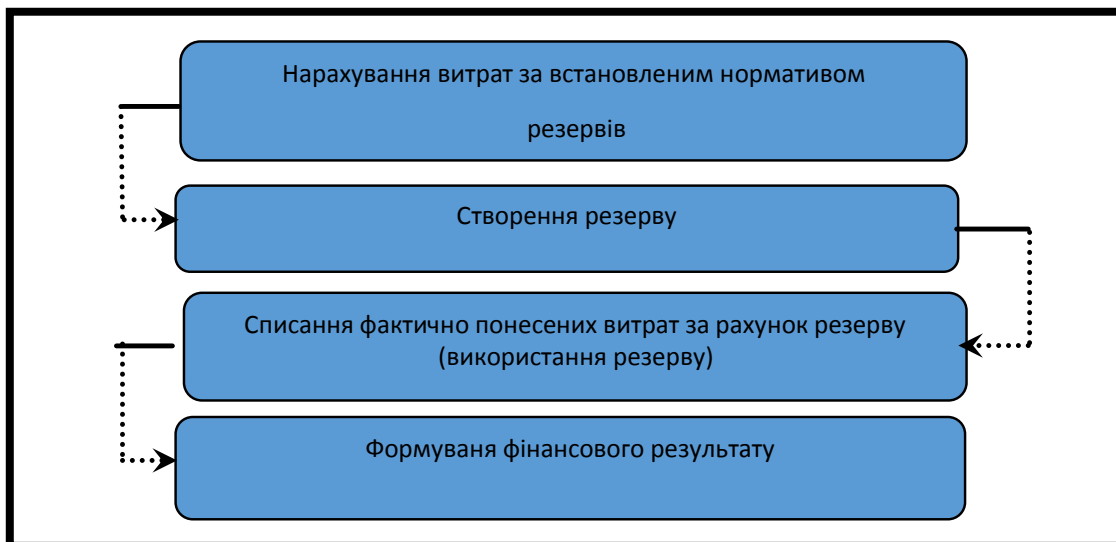 Нарахування витрат за встановленим нормативом
резервів
Створення резерву
Списання фактично понесених витрат за рахунок резерву
(використання резерву)
Формуваня фінансового результату